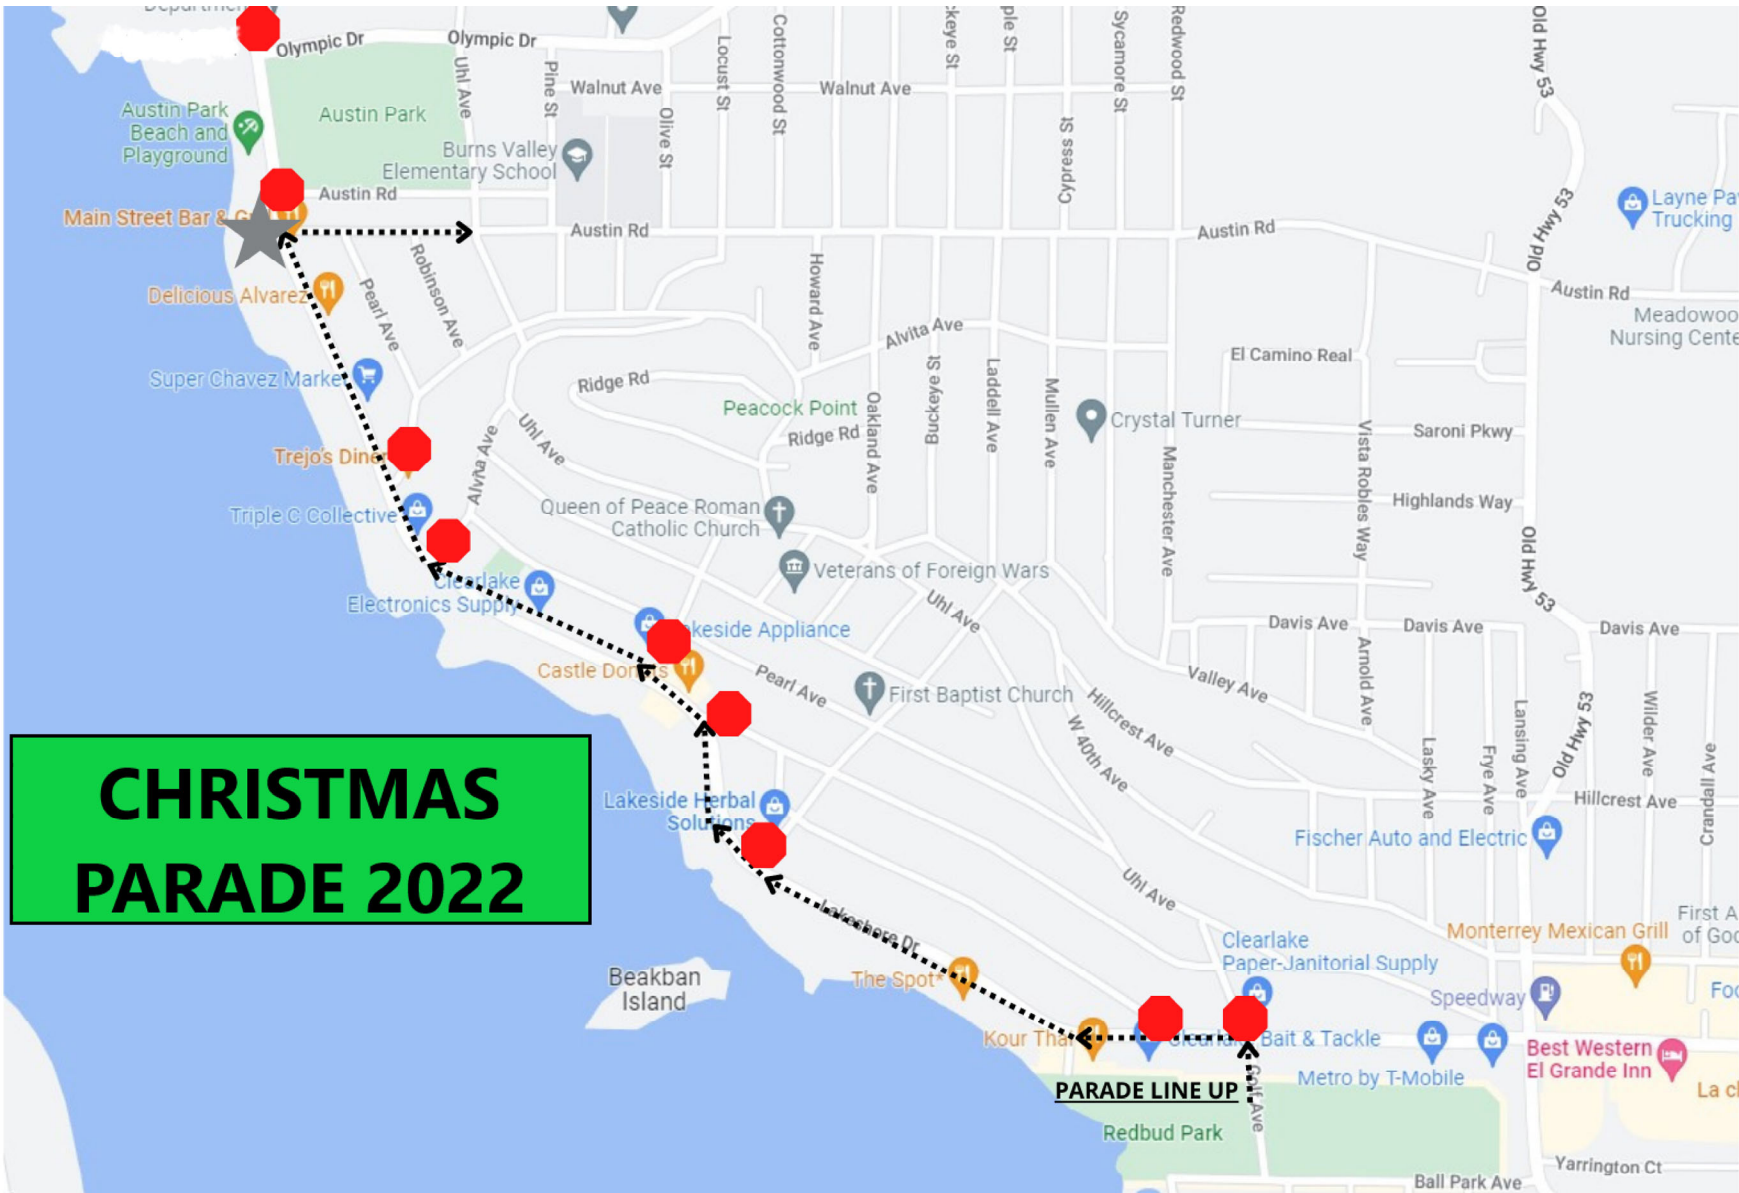 Olympic Dr
Olympic Dr
Uhl Ave
Pine St
Walnut Ave
Locust St
Cottonwood St
Walnut Ave
Sycamore St
Redwood St
Old Hwy 53
Austin Park
Beach and
Playground
Austin Park
Burns Valley
Elementary School
Olive St
Cypress St
Layne
Trucking
Main Street Bar &
Austin Rd
Austin Rd
Austin Rd
Old Hwy 53
Austin Rd
Delicious Alvarez
Pearl Ave
Robinson Ave
Howard Ave
Alvita Ave
Nursing
El Camino Real
Super Chavez Market
Ridge Rd
Peacock Point
Ridge Rd
Oakland Ave
Buckeye St
Laddell Ave
Mullen Ave
Crystal Turner
Manchester Ave
Vista Robles Way
Saroni Pkwy
Trejo's Diner
Alvita Ave
Uhl Ave
Queen of Peace Roman
Catholic Church
Highlands Way
Triple C Collective
Old Hwy 53
Clearlake
Electronics Supply
Veterans of Foreign Wars
Uhl Ave
Davis Ave
Davis Ave
Davis Ave
Appliance
Castle
Pearl Ave
First Baptist Church
Valley Ave
Arnold Ave
Hillcrest Ave
W 40th Ave
Lasky Ave
Frye Ave
Lansing Ave
Old Hwy 53
Wilder Ave
Crandall Ave
CHRISTMAS
PARADE 2022
Lakeside Herbal
Solutions
Hillcrest Ave
Fischer Auto and Electric
Uhl Ave
Lakeshore Dr
Monterrey Mexican Grill
First
of
Beakban
Island
The Spot*
Clearlake
Paper-Janitorial Supply
Speedway
Kour Thai
Clearlake Bait & Tackle
Metro by T-Mobile
Best Western
El Grande Inn
PARADE LINE UP
Golf Ave
La
Redbud Park
Yarrington Ct
Ball Park Ave